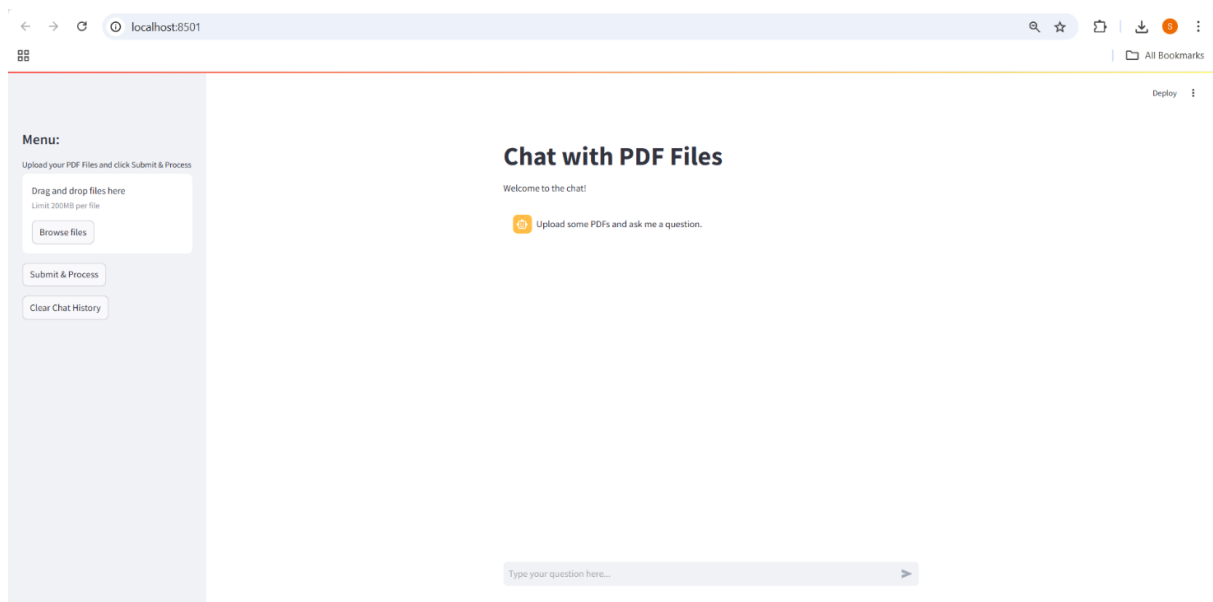 localhost:8501
S
All Bookmarks
Deploy
Menu:
Upload your PDF Files and click Submit & Process
Drag and drop files here
Limit 200MB per file
Browse files
Submit & Process
Clear Chat History
Chat with PDF Files
Welcome to the chat!
Upload some PDFs and ask me a question.
Type your question here...